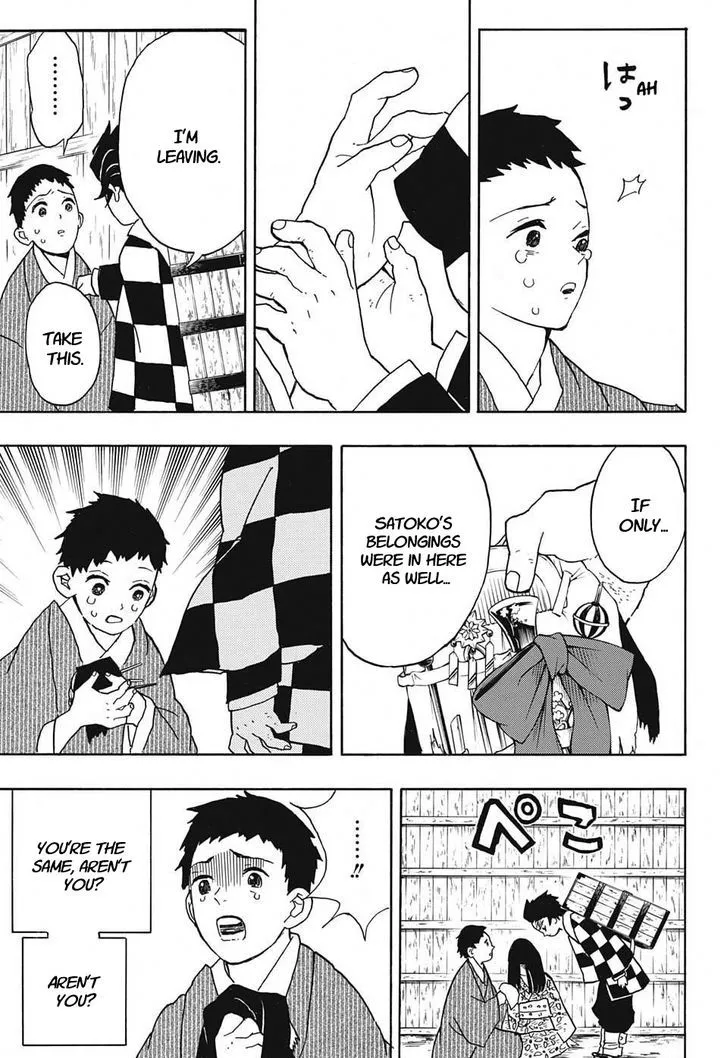 はっ
AH
I'M
LEAVING.
………
TAKE
THIS.
IF
ONLY...
SATOKO'S
BELONGINGS
WERE IN HERE
AS WELL...
ペこ
……!!
YOU'RE THE
SAME, AREN'T
YOU?
AREN'T
YOU?